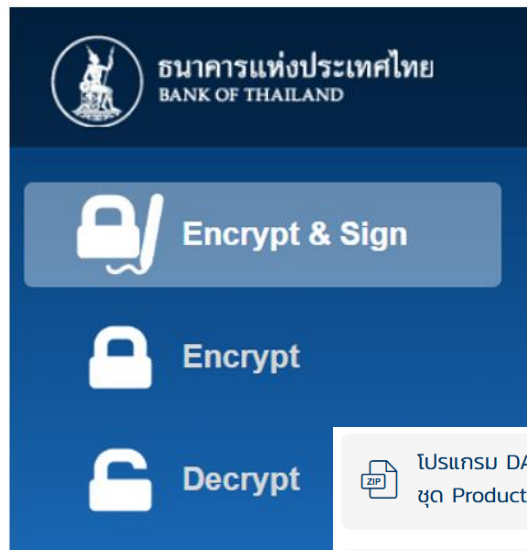 ธนาคารแห่งประเทศไทย
BANK OF THAILAND
Encrypt & Sign
Encrypt
Decrypt
ZIP
โปรแกรม DA
ชุด Product